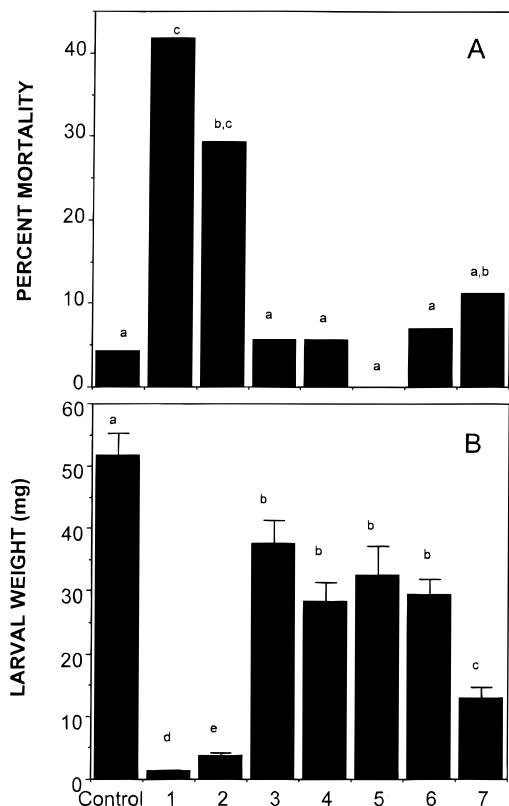 A
PERCENT MORTALITY
40
30
20
10
0
a
c
b,c
a
a
a
a
a,b
B
LARVAL WEIGHT (mg)
60
50
40
30
20
10
0
a
d
e
b
b
b
b
c
Control 1 2 3 4 5 6 7